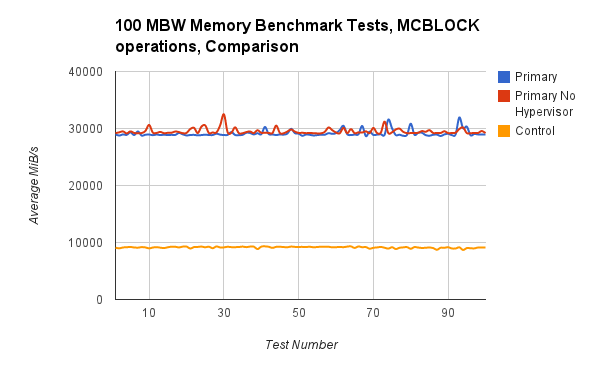 100 MBW Memory Benchmark Tests, MCBLOCK
operations, Comparison
40000
30000
20000
10000
0
Average MiB/s
10
30
50
70
90
Test Number
Primary
Primary No
Hypervisor
Control